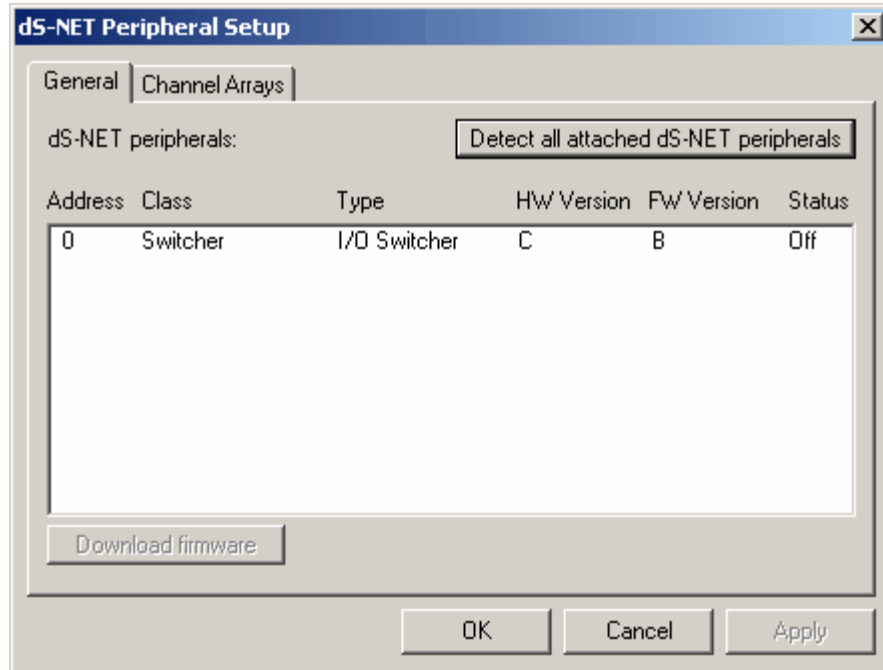 dS-NET Peripheral Setup
General Channel Arrays
dS-NET peripherals: Detect all attached dS-NET peripherals
Address Class Type HW Version FW Version Status
0 Switcher I/O Switcher C B Off
Download firmware
OK Cancel Apply